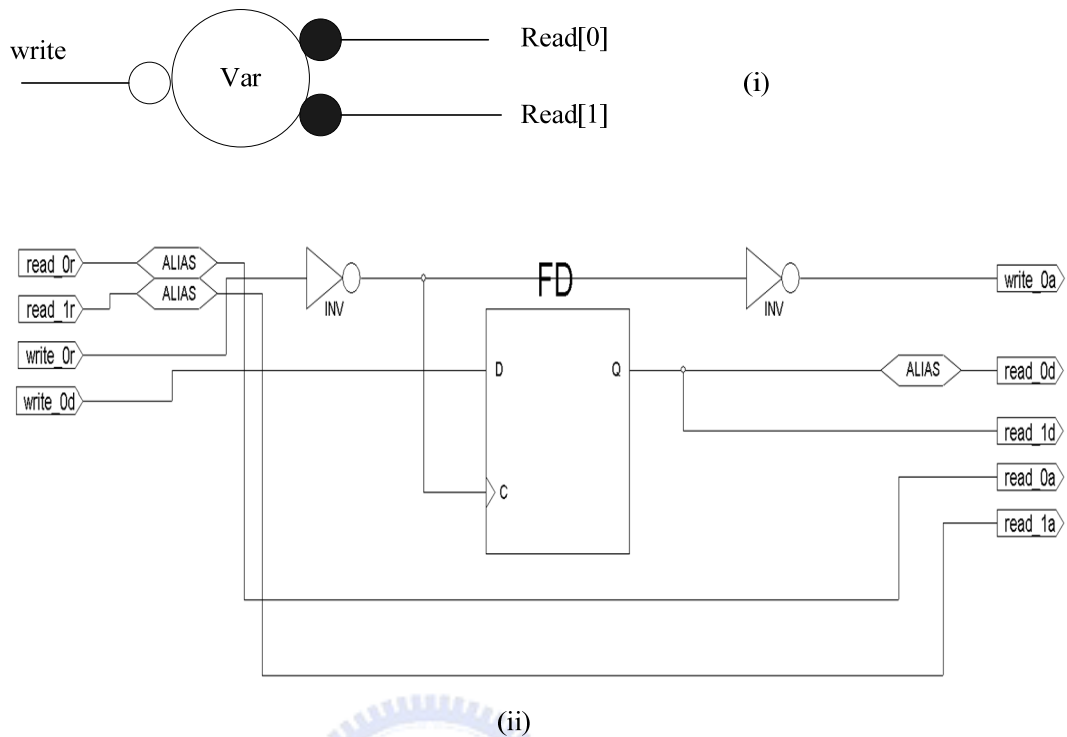 write
Var
Read[0]
Read[1]
(i)
read_0r
ALIAS
read_1r
ALIAS
write_0r
write_0d
INV
FD
INV
write_0a
D
Q
ALIAS
read_0d
read_1d
read_0a
C
read_1a
(ii)